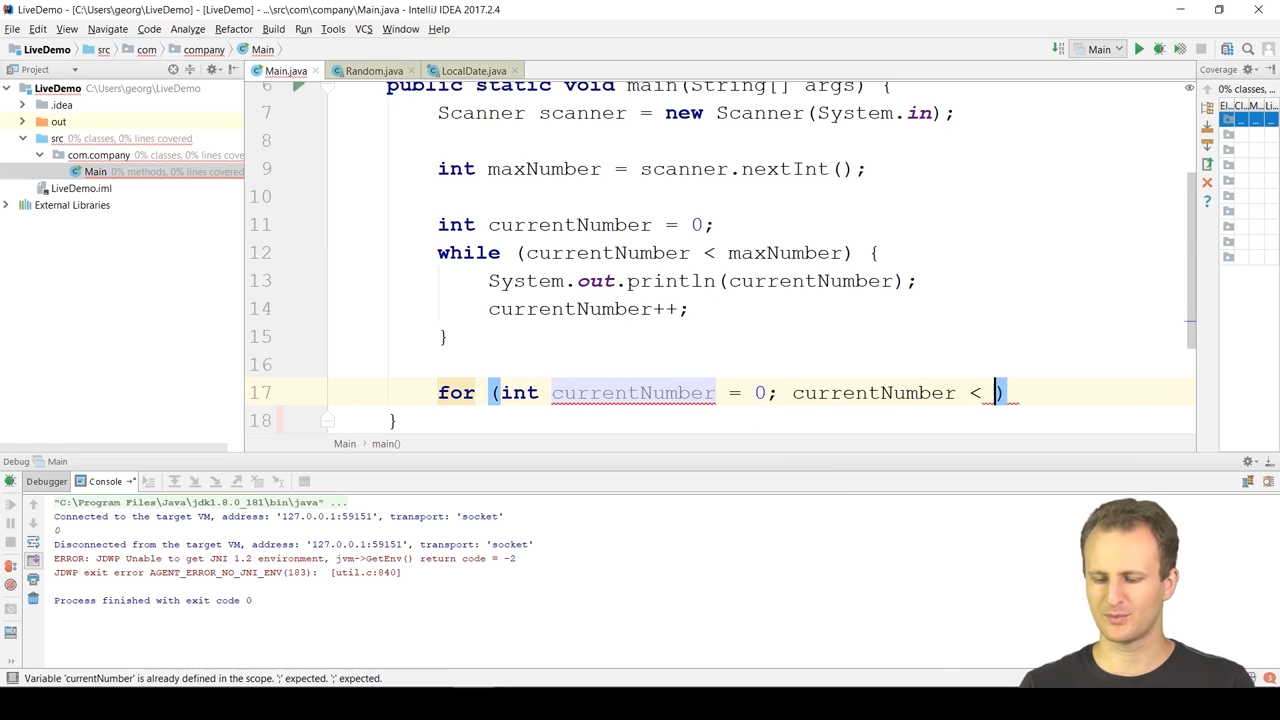 LiveDemo - [C:\Users\georg\LiveDemo] - [LiveDemo] - ...\src\com\company\Main.java - IntelliJ IDEA 2017.2.4
File Edit View Navigate Code Analyze Refactor Build Run Tools VCS Window Help
LiveDemo src com company Main Main
Project Main.java Random.java LocalDate.java Coverage
LiveDemo C:\Users\georg\LiveDemo
.idea
out
src 0% classes, 0% lines covered
com.company 0% classes, 0% lines cove
Main 0% methods, 0% lines covered
LiveDemo.iml
External Libraries
6 public static void main(String[] args) {
7 Scanner scanner = new Scanner(System.in);
8
9 int maxNumber = scanner.nextInt();
10
11 int currentNumber = 0;
12 while (currentNumber < maxNumber) {
13 System.out.println(currentNumber);
14 currentNumber++;
15 }
16
17 for (int currentNumber = 0; currentNumber < )
18 }
Main main()
0% classes, ...
El... Cl... M... Li...
Debug Main
Debugger Console
"C:\Program Files\Java\jdk1.8.0_181\bin\java" ...
Connected to the target VM, address: '127.0.0.1:59151', transport: 'socket'
0
Disconnected from the target VM, address: '127.0.0.1:59151', transport: 'socket'
ERROR: JDWP Unable to get JNI 1.2 environment, jvm->GetEnv() return code = -2
JDWP exit error AGENT_ERROR_NO_JNI_ENV(183): [util.c:840]
Process finished with exit code 0
Variable 'currentNumber' is already defined in the scope. ';' expected. ';' expected.